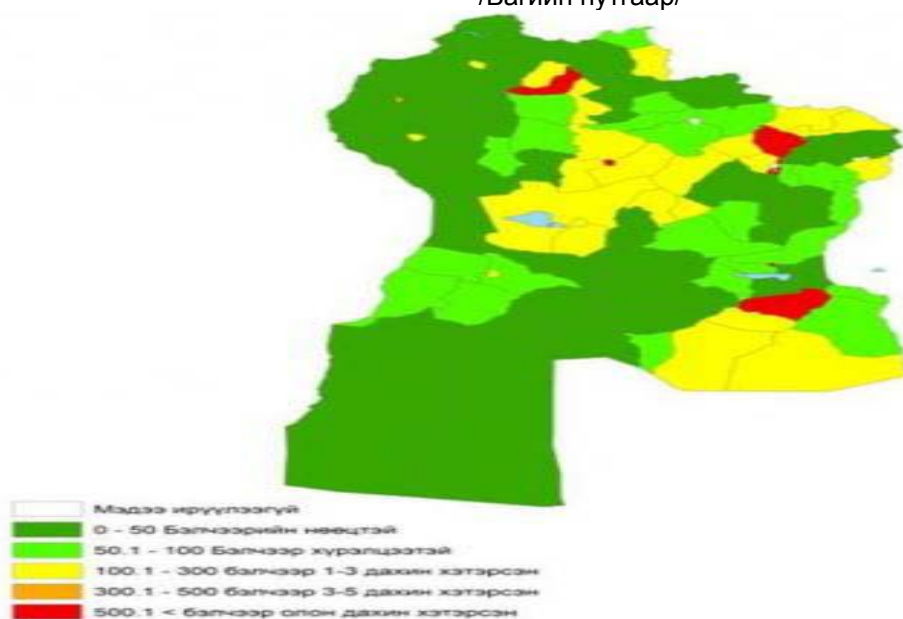 /Багийн нутгаар/
Мэдээ ирүүлээгүй
0 - 50 Бэлчээрийн нөөцтэй
50.1 - 100 Бэлчээр хүрэлцээтэй
100.1 - 300 бэлчээр 1-3 дахин хэтэрсэн
300.1 - 500 бэлчээр 3-5 дахин хэтэрсэн
500.1 < бэлчээр олон дахин хэтэрсэн